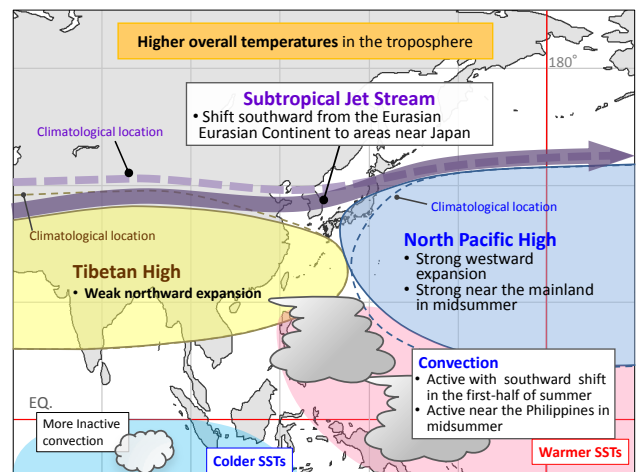 Higher overall temperatures in the troposphere
180°
Subtropical Jet Stream
• Shift southward from the Eurasian
Eurasian Continent to areas near Japan
Climatological location
Climatological location
Climatological location
Tibetan High
• Weak northward expansion
North Pacific High
• Strong westward
expansion
• Strong near the mainland
in midsummer
Convection
• Active with southward shift
in the first-half of summer
• Active near the Philippines in
midsummer
EQ.
More Inactive
convection
Colder SSTs
Warmer SSTs